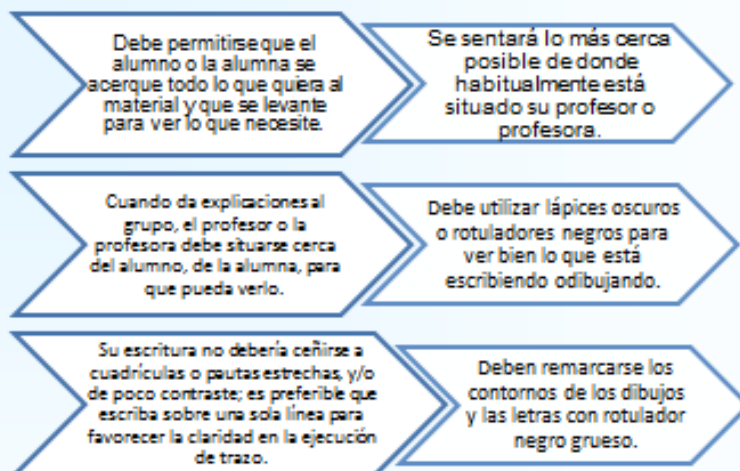 Debe permitirse que el
alumno o la alumna se
acerque todo lo que quiera al
material y que se levante
para ver lo que necesite.
Se sentará lo más cerca
posible de donde
habitualmente está
situado su profesor o
profesora.
Cuando da explicaciones al
grupo, el profesor o la
profesora debe situarse cerca
del alumno, de la alumna, para
que pueda verlo.
Debe utilizar lápices oscuros
o rotuladores negros para
ver bien lo que está
escribiendo odibujando.
Su escritura no debería ceñirse a
cuadrículas o pautas estrechas, y/o
de poco contraste; es preferible que
escriba sobre una sola línea para
favorecer la claridad en la ejecución
de trazo.
Deben remarcarse los
contornos de los dibujos
y las letras con rotulador
negro grueso.